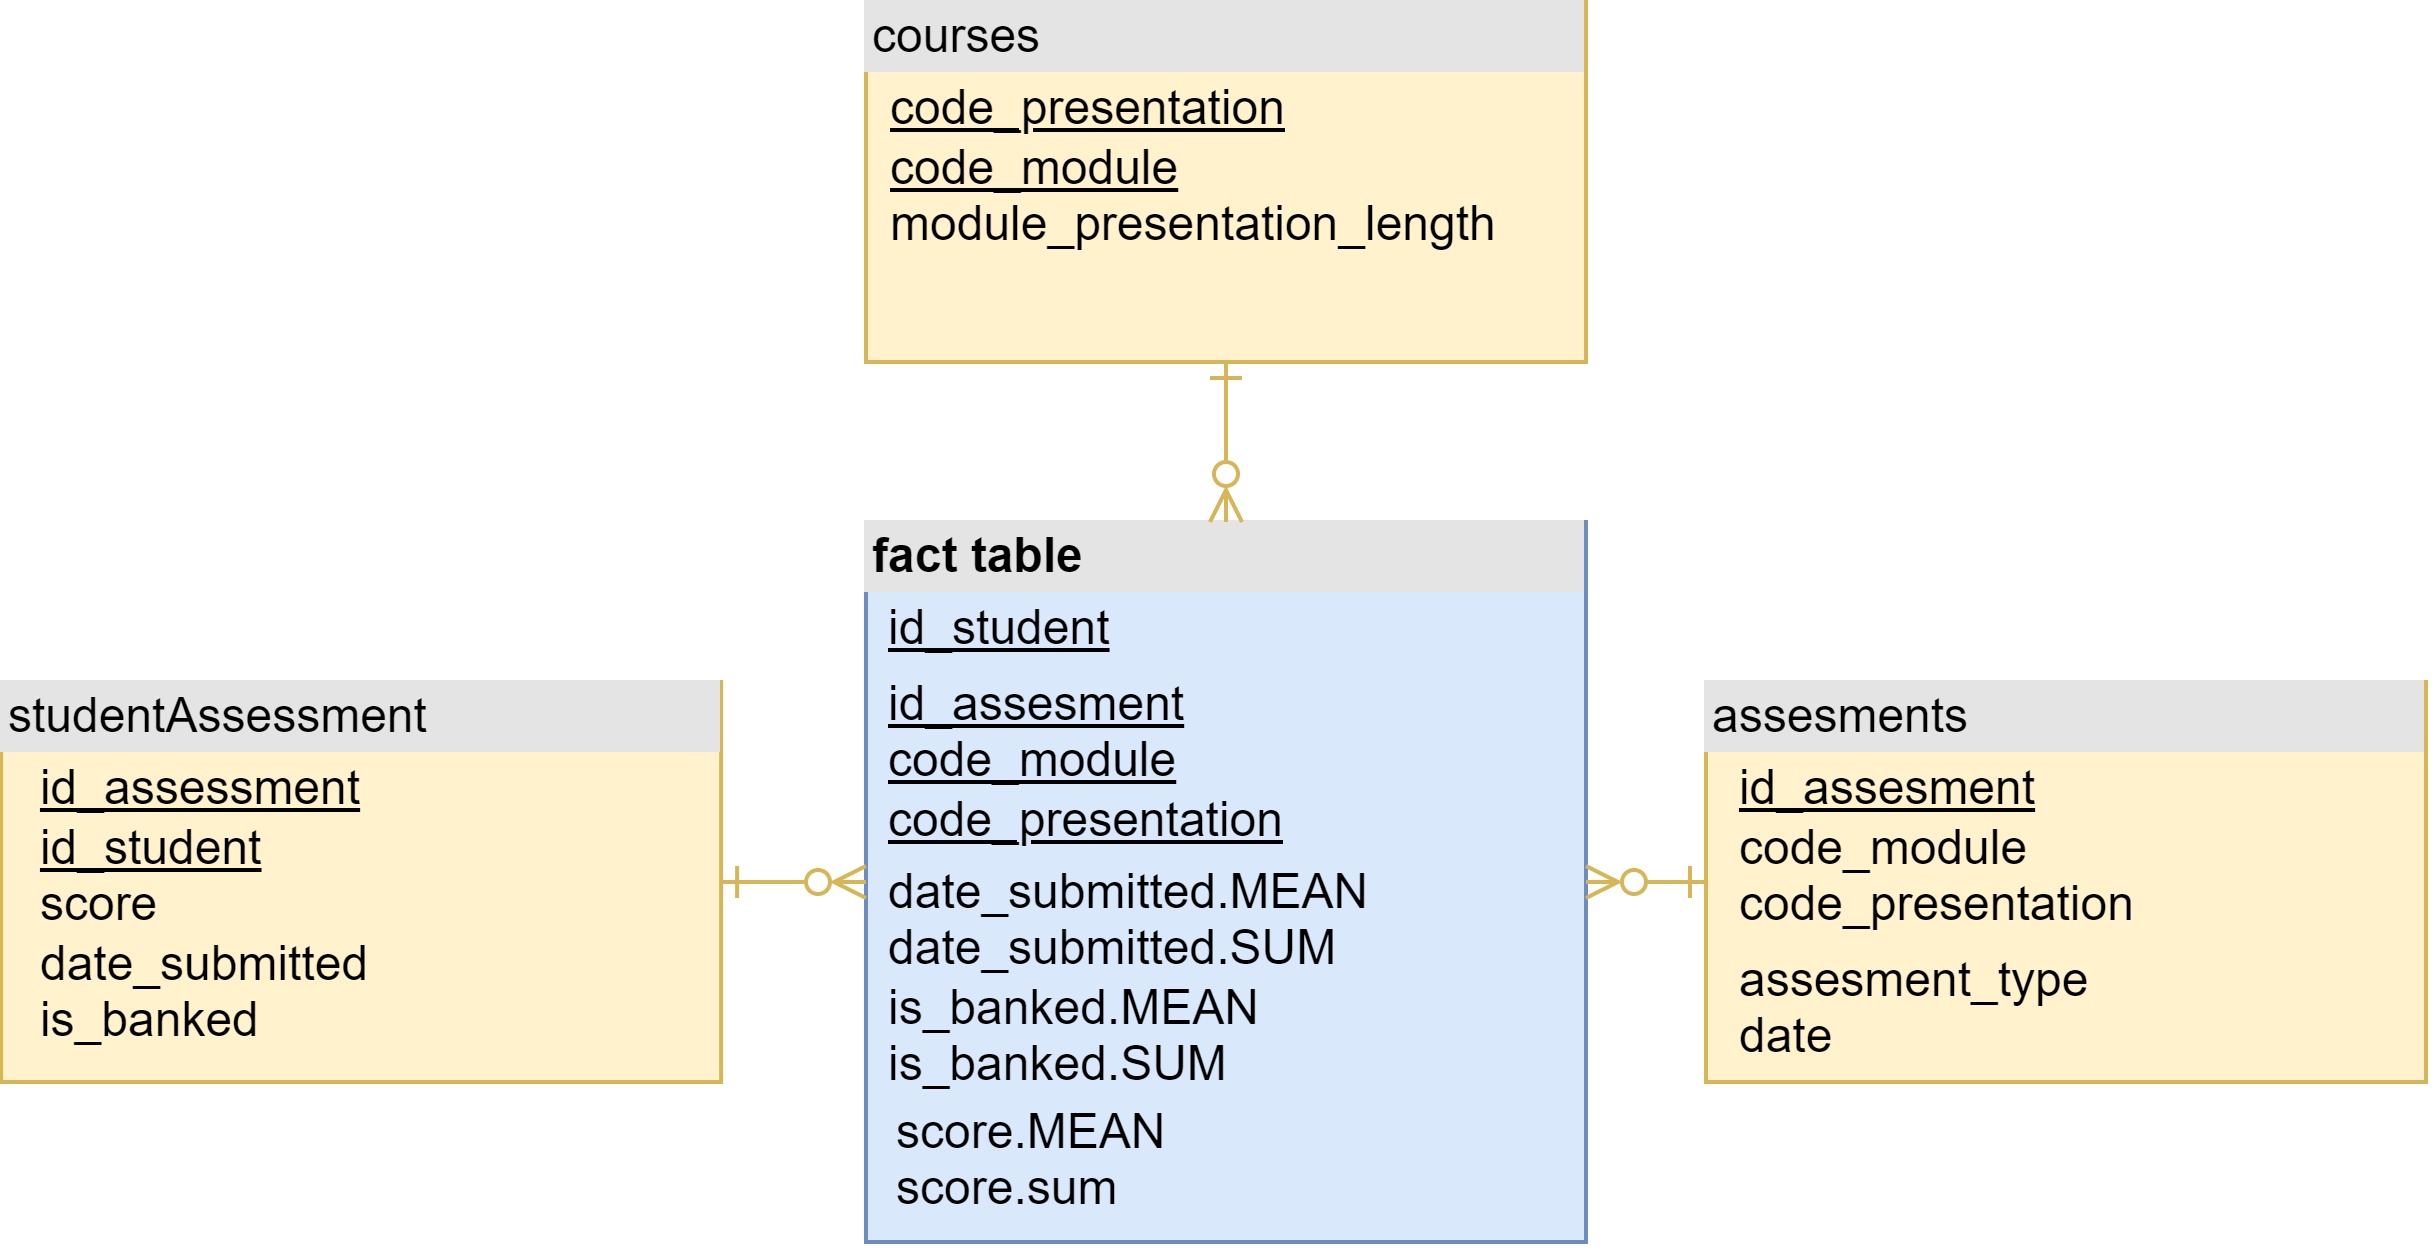 courses
code_presentation
code_module
module_presentation_length
fact table
id_student
id_assesment
code_module
code_presentation
date_submitted.MEAN
date_submitted.SUM
is_banked.MEAN
is_banked.SUM
score.MEAN
score.sum
studentAssessment
id_assessment
id_student
score
date_submitted
is_banked
assesments
id_assesment
code_module
code_presentation
assesment_type
date